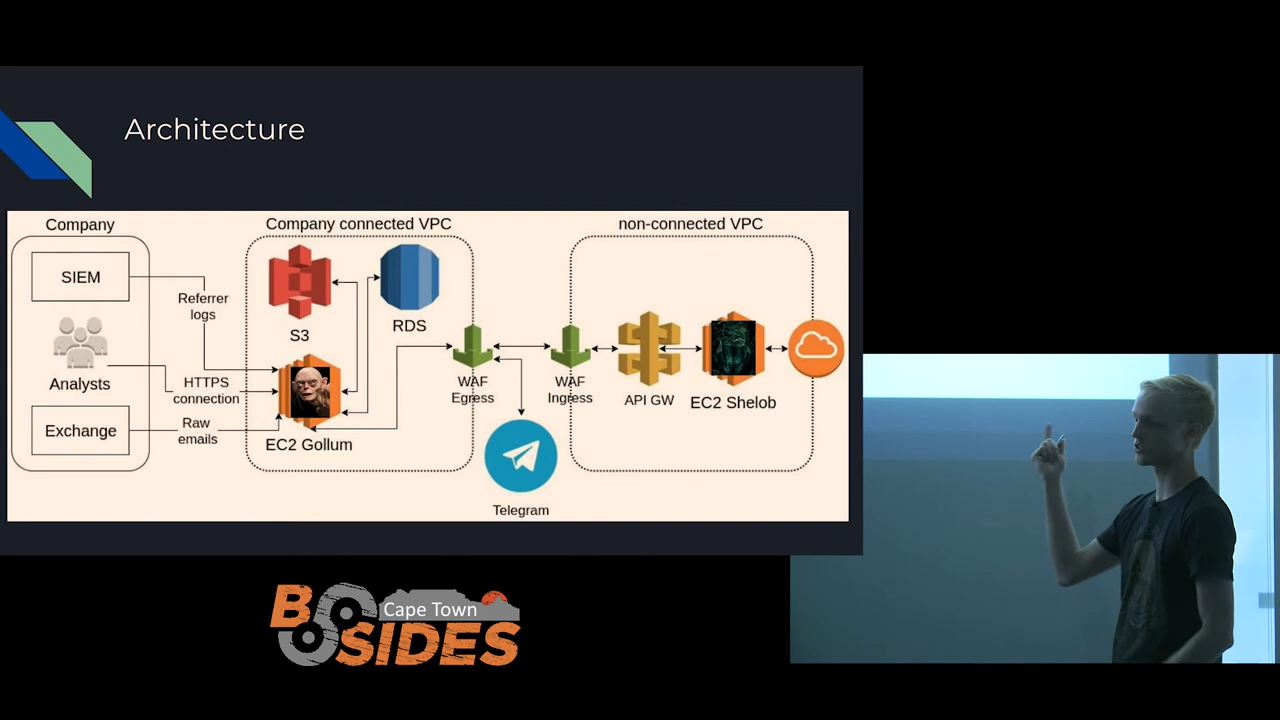 Architecture
Company
Company connected VPC
non-connected VPC
SIEM
Referrer
logs
S3
RDS
Analysts
HTTPS
connection
Exchange
Raw
emails
EC2 Gollum
WAF
Egress
WAF
Ingress
API GW
EC2 Shelob
Telegram
BSIDES
Cape Town